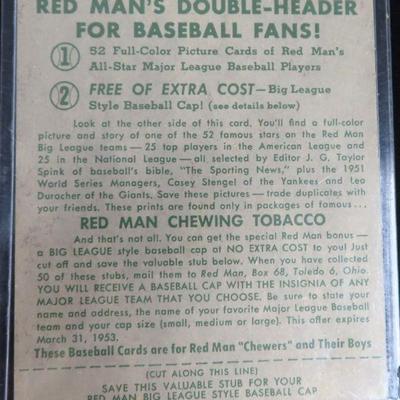 RED MAN'S DOUBLE-HEADER
FOR BASEBALL FANS!
1 52 Full-Color Picture Cards of Red Man's
All-Star Major League Baseball Players
2 FREE OF EXTRA COST—Big League
Style Baseball Cap! (see details below)
Look at the other side of this card. You'll find a full-color
picture and story of one of the 52 famous stars on the Red Man
Big League teams — 25 top players in the American League and
25 in the National League — all selected by Editor J. G. Taylor
Spink of baseball's bible, "The Sporting News," plus the 1951
World Series Managers, Casey Stengel of the Yankees and Leo
Durocher of the Giants. Save these pictures — trade duplicates with
your friends. These prints are found only in packages of famous . . .
RED MAN CHEWING TOBACCO
And that's not all. You can get the special Red Man bonus —
a BIG LEAGUE style baseball cap at NO EXTRA COST to you! Just
cut off and save the valuable stub below. When you have collected
50 of these stubs, mail them to Red Man, Box 68, Toledo 6, Ohio.
YOU WILL RECEIVE A BASEBALL CAP WITH THE INSIGNIA OF ANY
MAJOR LEAGUE TEAM THAT YOU CHOOSE. Be sure to state your
name and address, the name of your favorite Major League Baseball
team and your cap size (small, medium or large). This offer expires
March 31, 1953.
These Baseball Cards are for Red Man "Chewers" and Their Boys
(CUT ALONG THIS LINE)
SAVE THIS VALUABLE STUB FOR YOUR
RED MAN BIG LEAGUE STYLE BASEBALL CAP